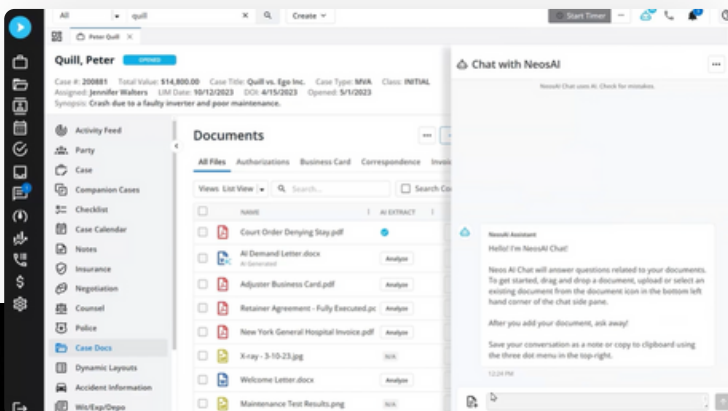 All
quill
Create
Start Timer
Peter Quill
Quill, Peter
OPENED
Case #: 200881 Total Value: $14,800.00 Case Title: Quill vs. Ego Inc. Case Type: MVA Class: INITIAL
Assigned: Jennifer Walters LIM Date: 10/12/2023 DOI: 4/15/2023 Opened: 5/1/2023
Synopsis: Crash due to a faulty inverter and poor maintenance.
Activity Feed
Party
Case
Companion Cases
Checklist
Case Calendar
Notes
Insurance
Negotiation
Counsel
Police
Case Docs
Dynamic Layouts
Accident Information
Wit/Exp/Depo
Documents
All Files Authorizations Business Card Correspondence Invoi
Views List View Search... Search Co
NAME AI EXTRACT
Court Order Denying Stay.pdf
AI Demand Letter.docx Analyze
AI Generated
Adjuster Business Card.pdf Analyze
Retainer Agreement - Fully Executed.pc Analyze
New York General Hospital Invoice.pdf Analyze
X-ray - 3-10-23.jpg N/A
Welcome Letter.docx Analyze
Maintenance Test Results.png N/A
Chat with NeosAI
NeosAI Chat uses AI. Check for mistakes.
NeosAI Assistant
Hello! I'm NeosAI Chat!
Neos AI Chat will answer questions related to your documents.
To get started, drag and drop a document, upload or select an
existing document from the document icon in the bottom left
hand corner of the chat side pane.
After you add your document, ask away!
Save your conversation as a note or copy to clipboard using
the three dot menu in the top-right.
12:24 PM